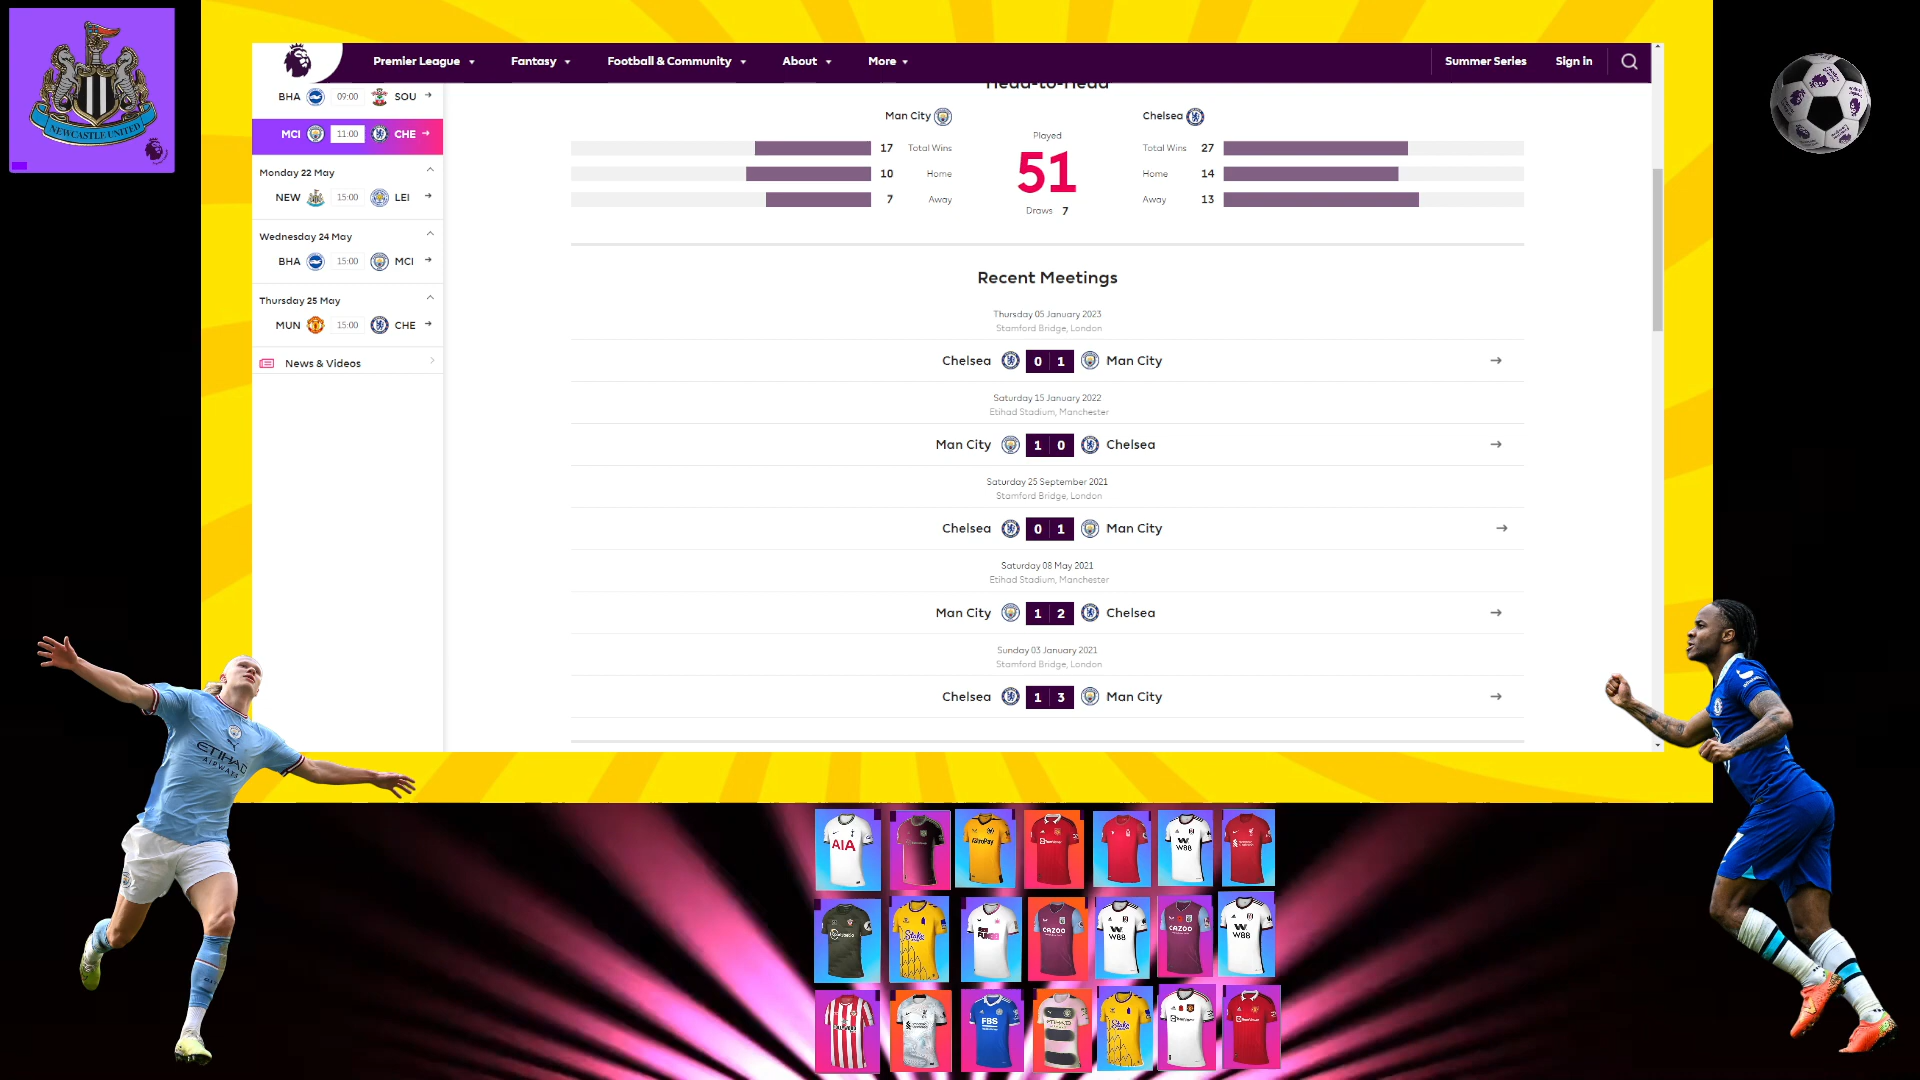 NEWCASTLE UNITED
Premier League
Fantasy
Football & Community
About
More
Summer Series
Sign in
BHA 09:00 SOU
MCI 11:00 CHE
Monday 22 May
NEW 15:00 LEI
Wednesday 24 May
BHA 15:00 MCI
Thursday 25 May
MUN 15:00 CHE
News & Videos
Head-to-Head
Man City
Chelsea
Played
51
Draws 7
17 Total Wins
10 Home
7 Away
Total Wins 27
Home 14
Away 13
Recent Meetings
Thursday 05 January 2023
Stamford Bridge, London
Chelsea 0 1 Man City
Saturday 15 January 2022
Etihad Stadium, Manchester
Man City 1 0 Chelsea
Saturday 25 September 2021
Stamford Bridge, London
Chelsea 0 1 Man City
Saturday 08 May 2021
Etihad Stadium, Manchester
Man City 1 2 Chelsea
Sunday 03 January 2021
Stamford Bridge, London
Chelsea 1 3 Man City
ETIHAD
AIRWAYS
AIA
W88
Stake
CAZOO
W88
CAZOO
W88
FBS
ETIHAD
Stake